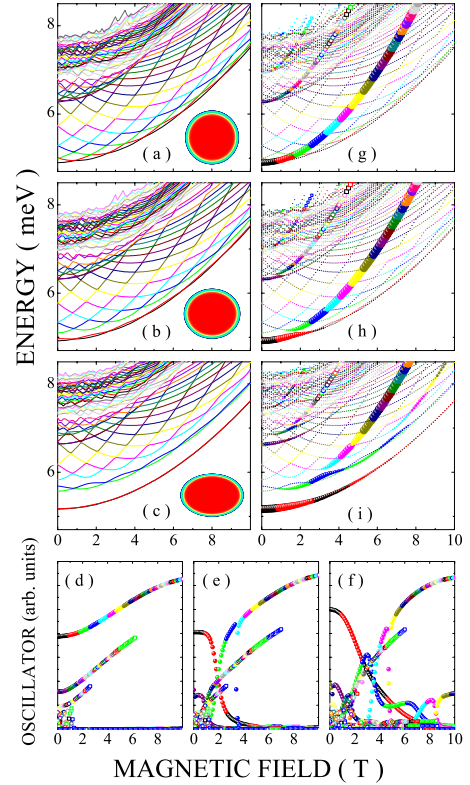 ENERGY ( meV )
8
6
( a )
( g )
8
6
( b )
( h )
8
6
( c )
( i )
0 2 4 6 8 10
0 2 4 6 8 10
OSCILLATOR (arb. units)
( d )
( e )
( f )
0 2 4 6 8
0 2 4 6 8
0 2 4 6 8 10
MAGNETIC FIELD ( T )